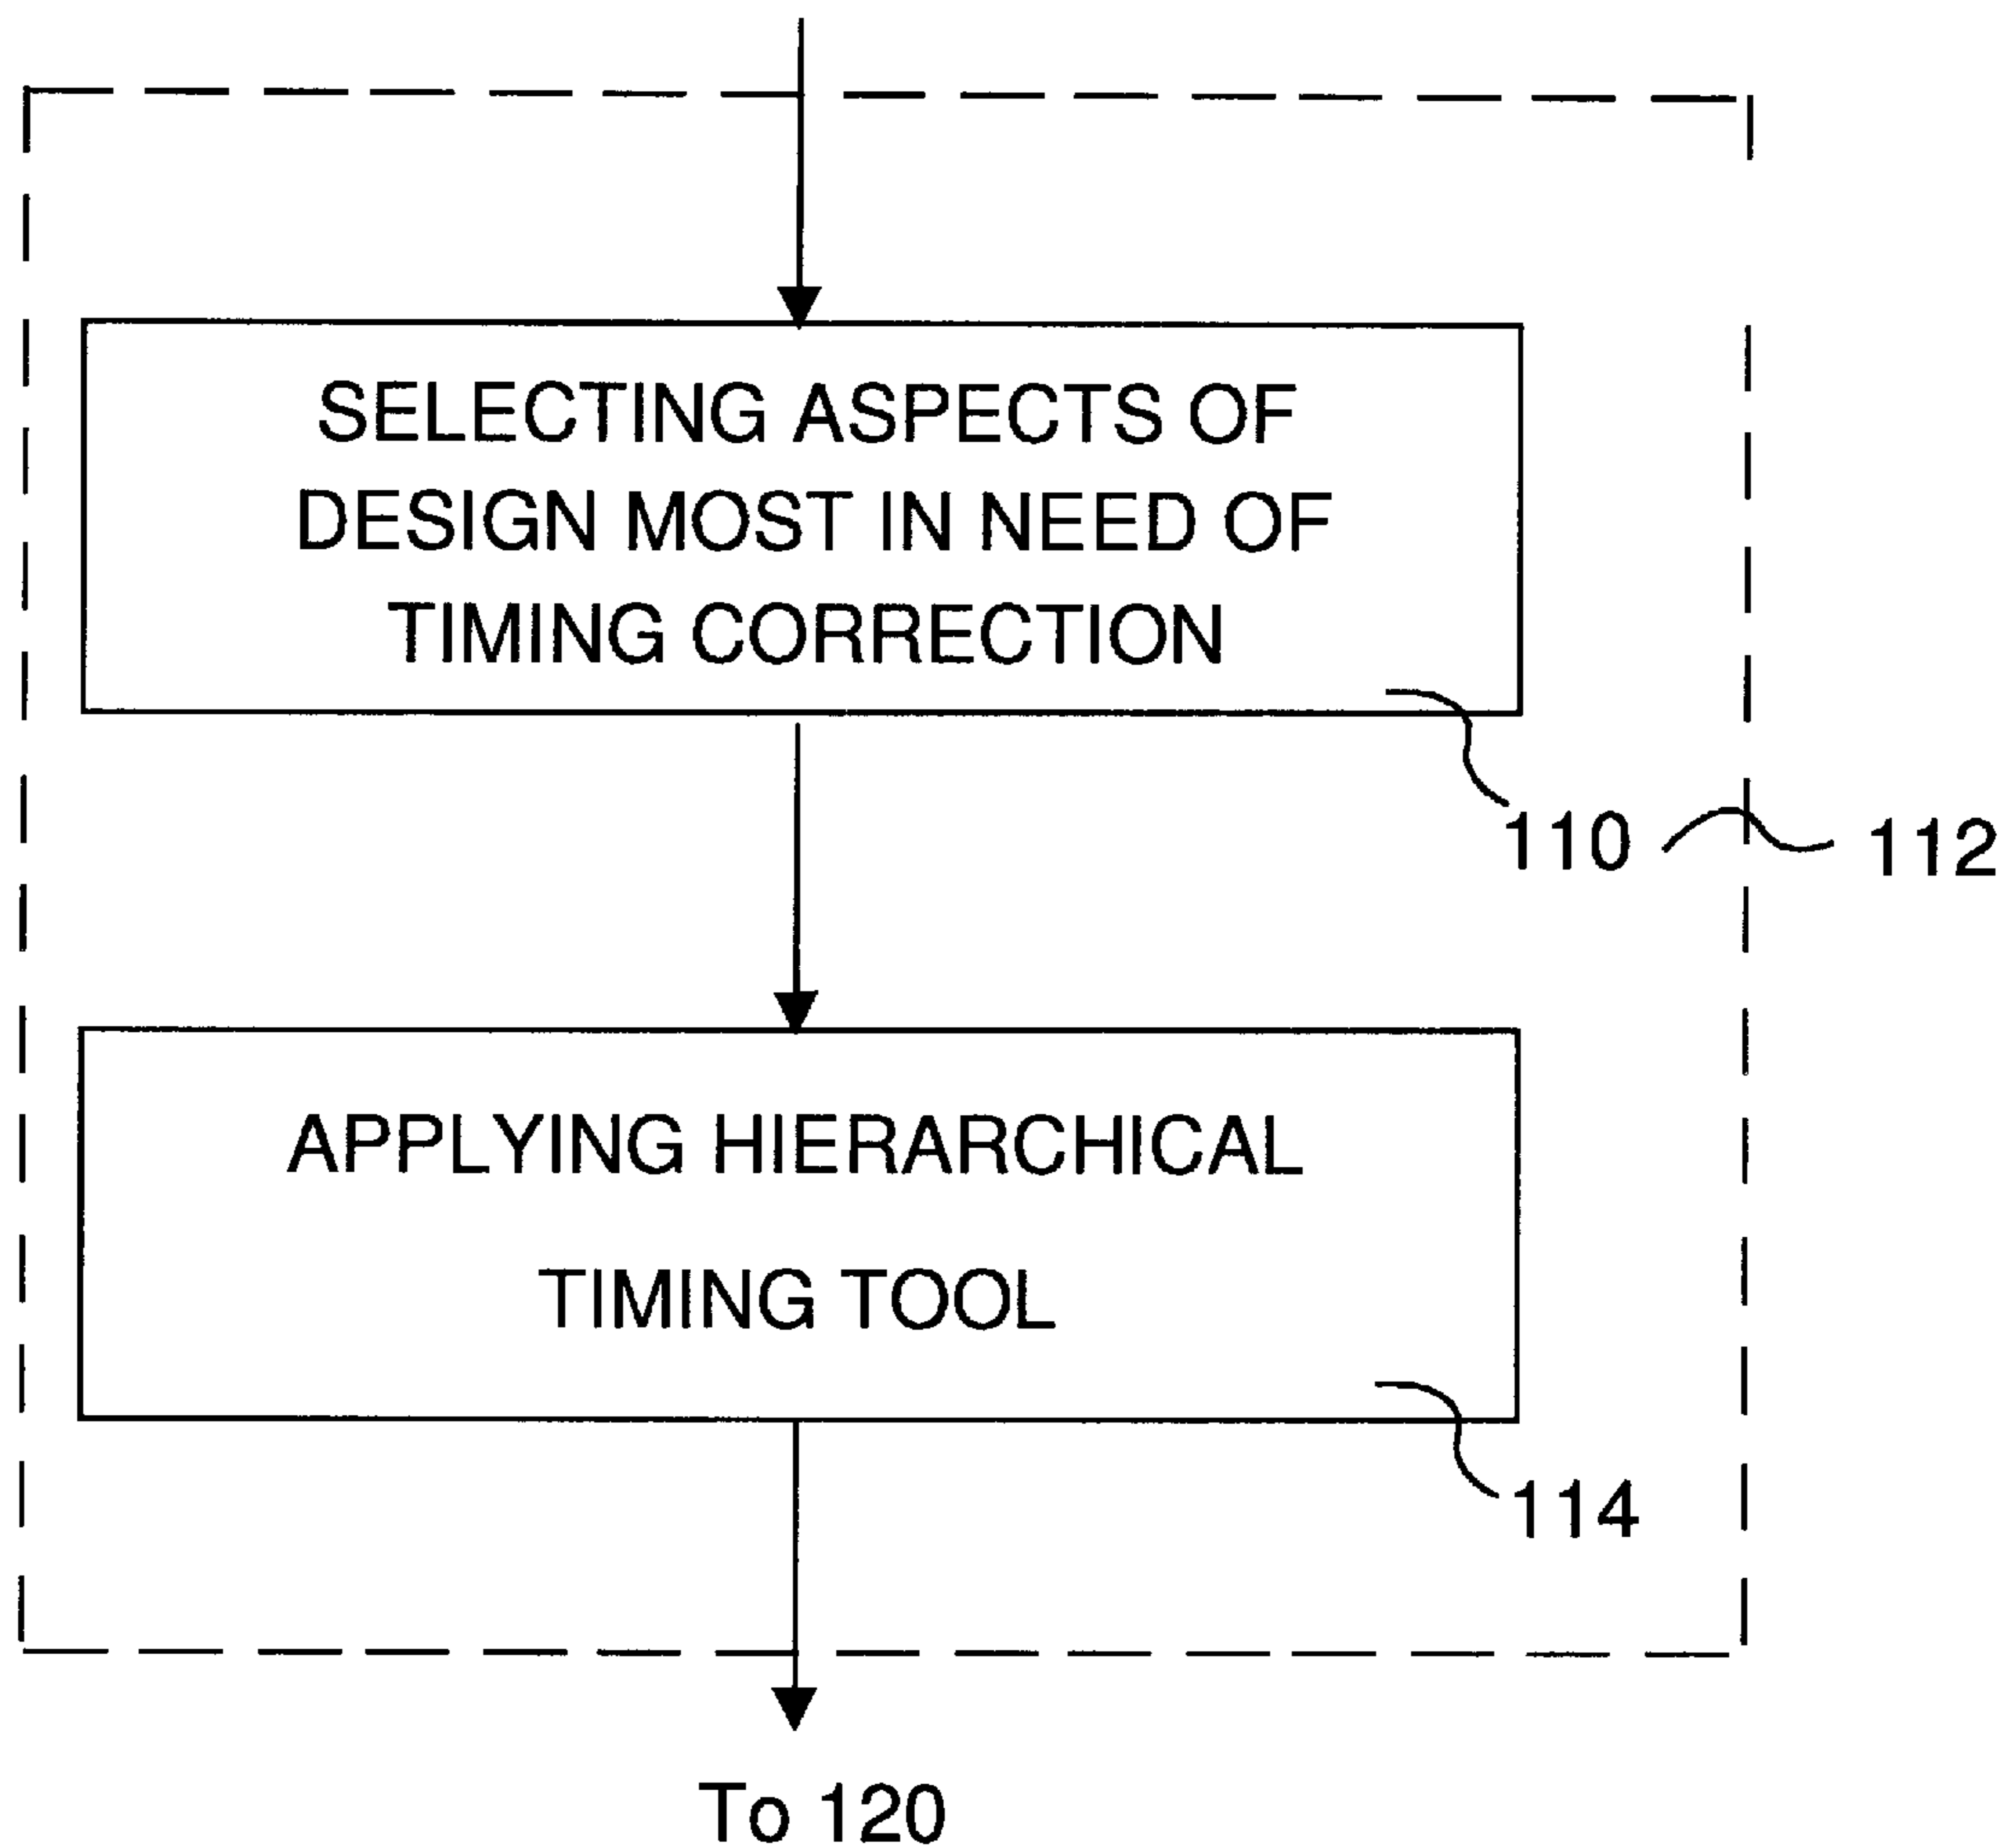 SELECTING ASPECTS OF
DESIGN MOST IN NEED OF
TIMING CORRECTION
110
112
APPLYING HIERARCHICAL
TIMING TOOL
114
To 120